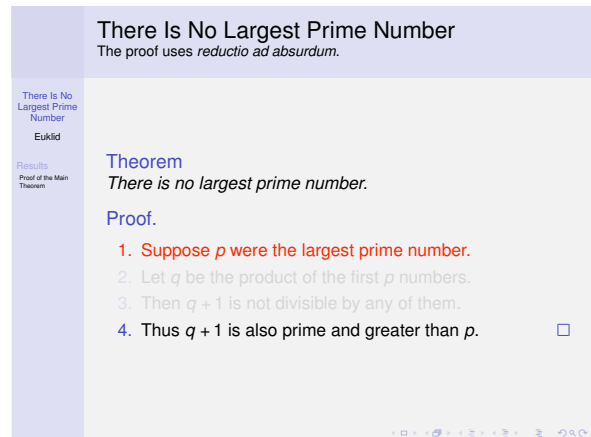 There Is No Largest Prime Number
The proof uses reductio ad absurdum.
There Is No
Largest Prime
Number
Euklid
Results
Proof of the Main
Theorem
Theorem
There is no largest prime number.
Proof.
1. Suppose p were the largest prime number.
2. Let q be the product of the first p numbers.
3. Then q + 1 is not divisible by any of them.
4. Thus q + 1 is also prime and greater than p. □